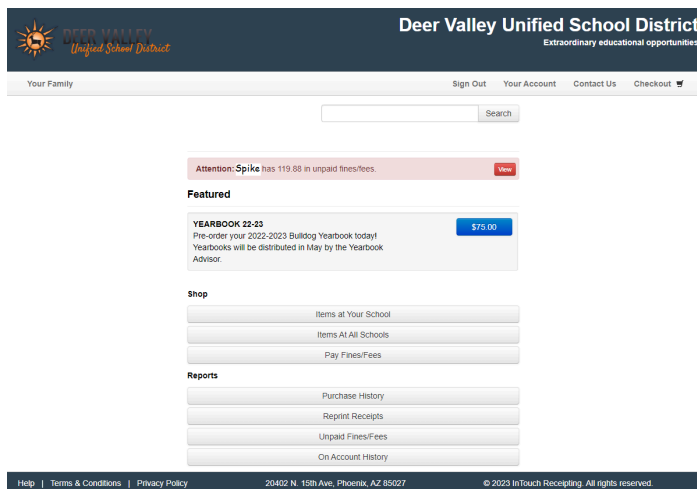 DEER VALLEY
Unified School District
Deer Valley Unified School District
Extraordinary educational opportunities
Your Family
Sign Out Your Account Contact Us Checkout
Search
Attention: Spike has 119.88 in unpaid fines/fees.
View
Featured
YEARBOOK 22-23
$75.00
Pre-order your 2022-2023 Bulldog Yearbook today!
Yearbooks will be distributed in May by the Yearbook
Advisor.
Shop
Items at Your School
Items At All Schools
Pay Fines/Fees
Reports
Purchase History
Reprint Receipts
Unpaid Fines/Fees
On Account History
Help | Terms & Conditions | Privacy Policy
20402 N. 15th Ave, Phoenix, AZ 85027
© 2023 InTouch Receipting. All rights reserved.